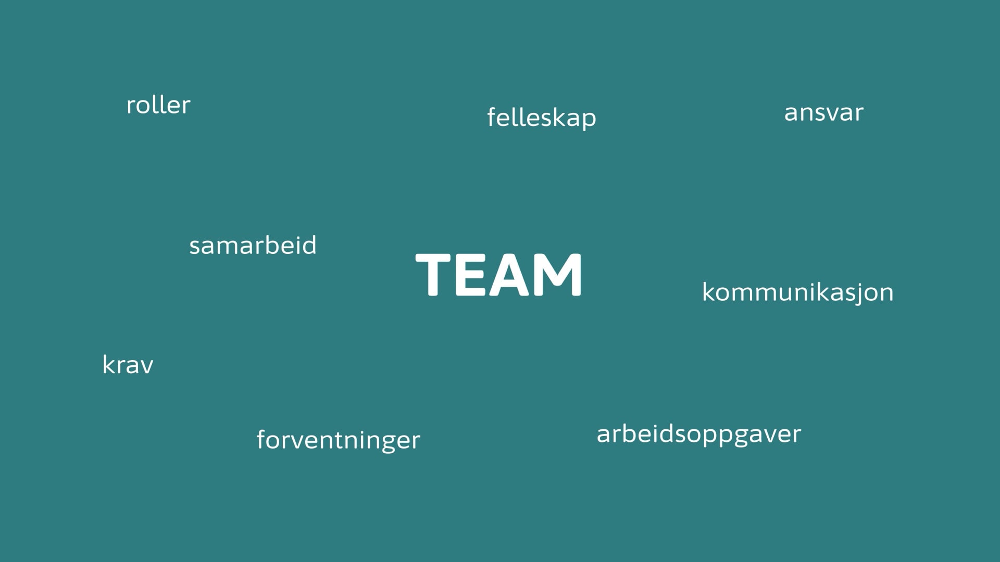 roller
felleskap
ansvar
samarbeid
TEAM
kommunikasjon
krav
forventninger
arbeidsoppgaver